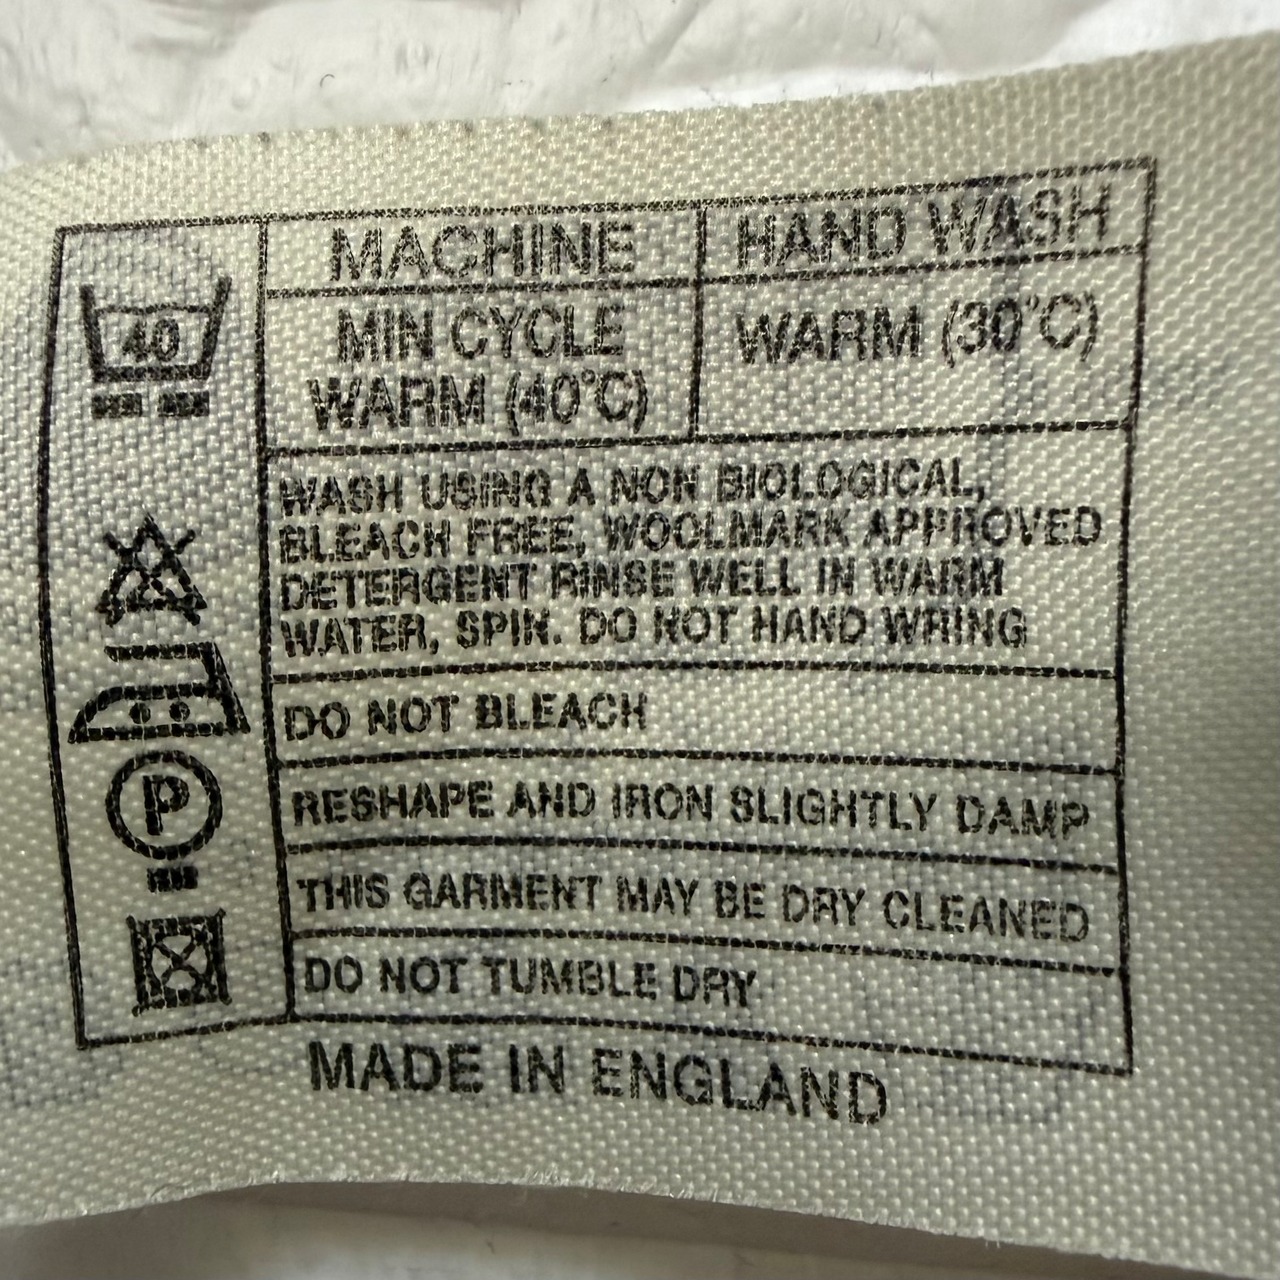 MACHINE
HAND WASH
40
MIN CYCLE
WARM (40°C)
WARM (30°C)
WASH USING A NON BIOLOGICAL,
BLEACH FREE, WOOLMARK APPROVED
DETERGENT RINSE WELL IN WARM
WATER, SPIN. DO NOT HAND WRING
DO NOT BLEACH
RESHAPE AND IRON SLIGHTLY DAMP
P
THIS GARMENT MAY BE DRY CLEANED
DO NOT TUMBLE DRY
MADE IN ENGLAND